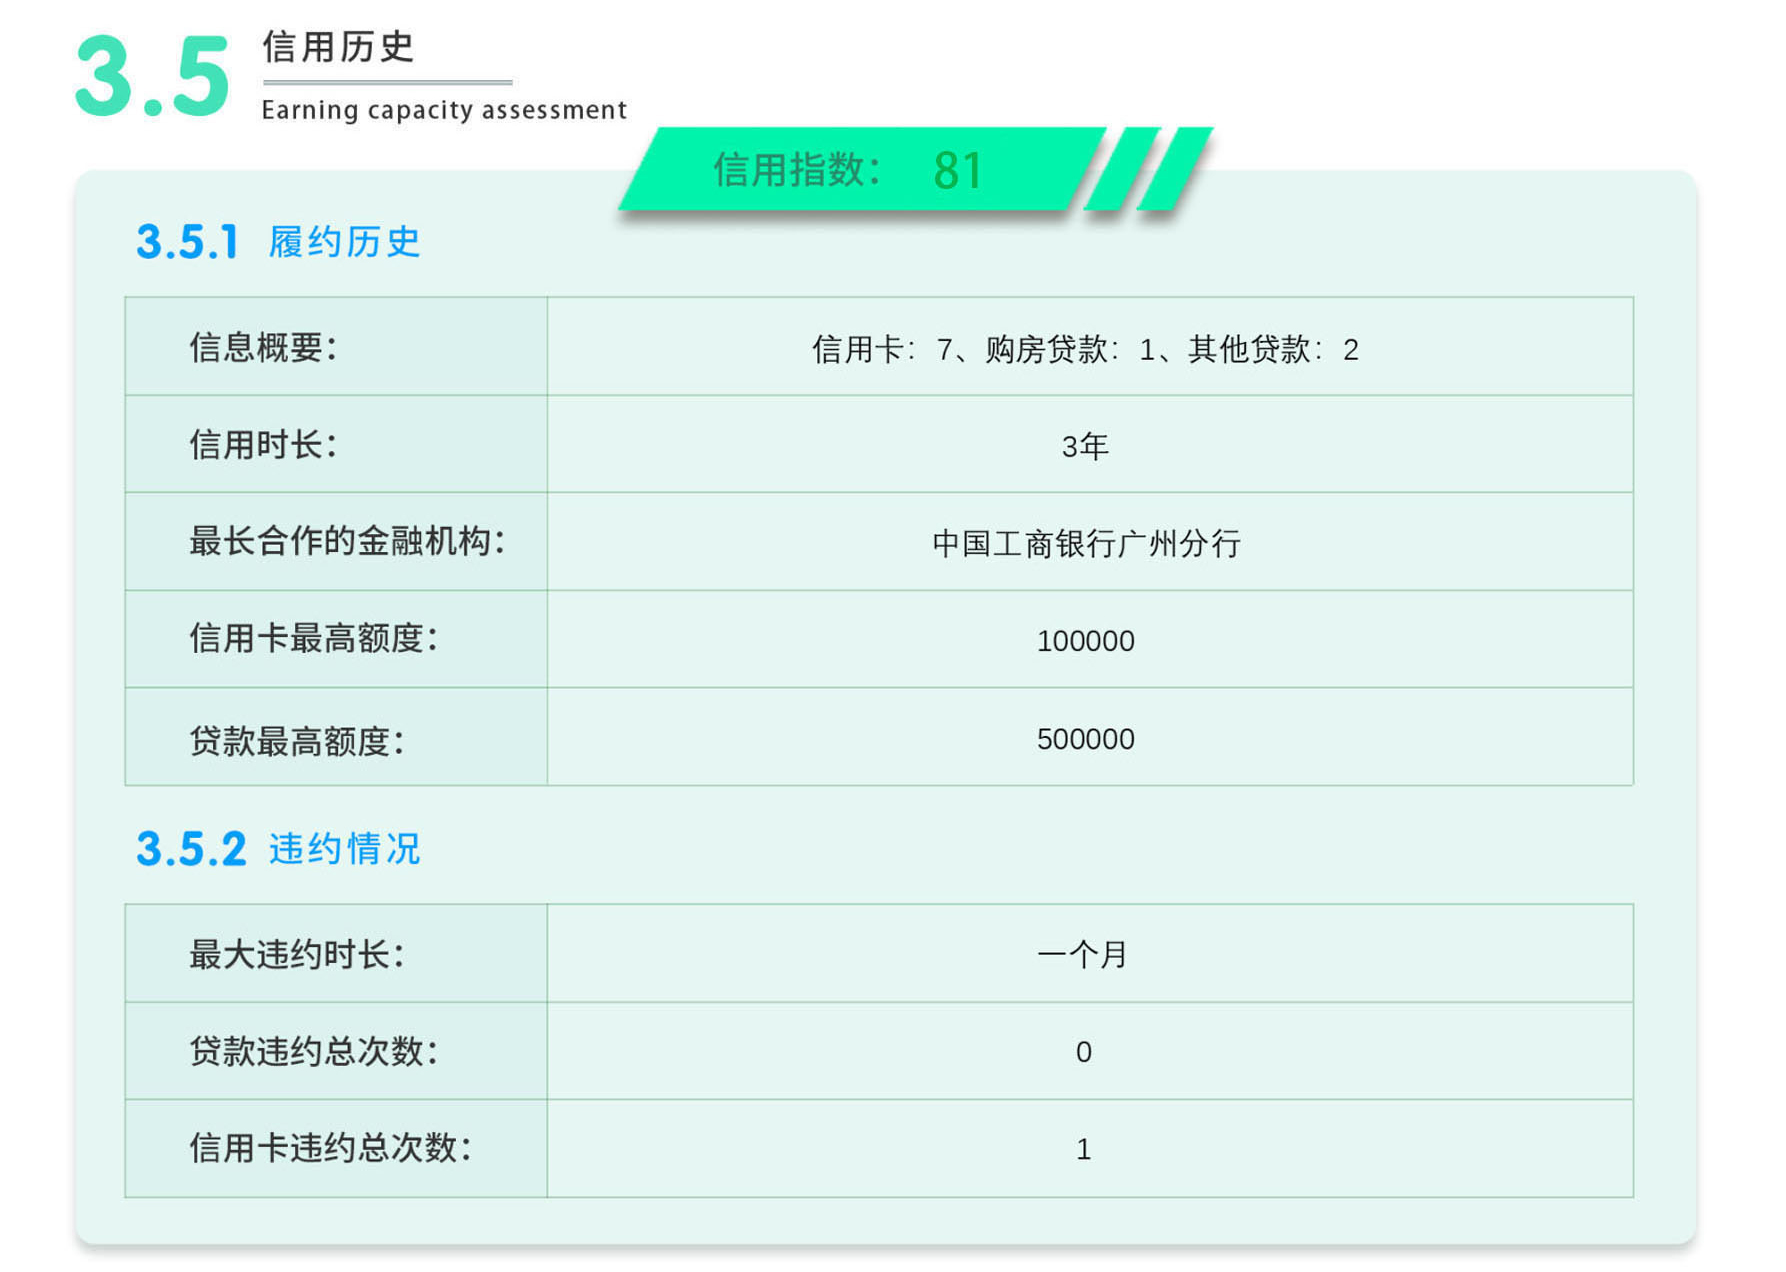 3.5 信用历史
Earning capacity assessment
信用指数： 81
3.5.1 履约历史
信息概要： 信用卡：7、购房贷款：1、其他贷款：2
信用时长： 3年
最长合作的金融机构： 中国工商银行广州分行
信用卡最高额度： 100000
贷款最高额度： 500000
3.5.2 违约情况
最大违约时长： 一个月
贷款违约总次数： 0
信用卡违约总次数： 1